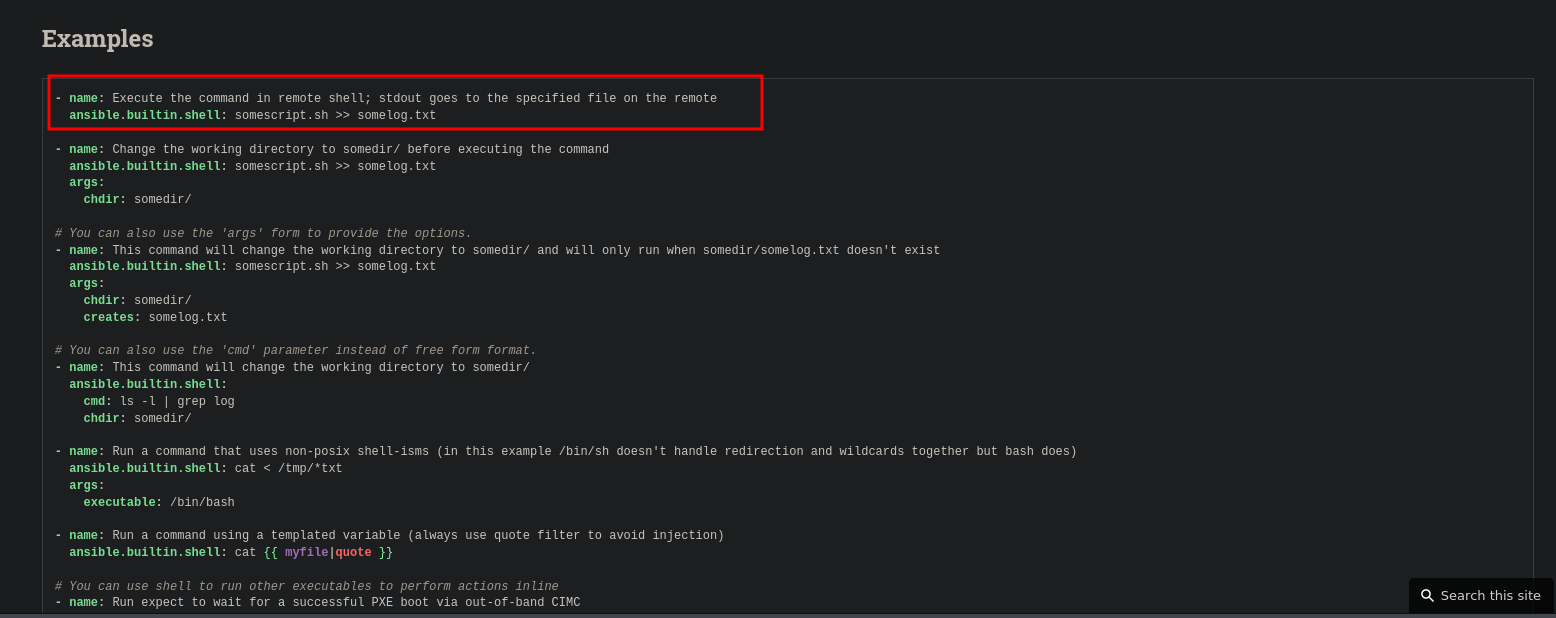 Examples
- name: Execute the command in remote shell; stdout goes to the specified file on the remote
  ansible.builtin.shell: somescript.sh >> somelog.txt
- name: Change the working directory to somedir/ before executing the command
  ansible.builtin.shell: somescript.sh >> somelog.txt
  args:
    chdir: somedir/
# You can also use the 'args' form to provide the options.
- name: This command will change the working directory to somedir/ and will only run when somedir/somelog.txt doesn't exist
  ansible.builtin.shell: somescript.sh >> somelog.txt
  args:
    chdir: somedir/
    creates: somelog.txt
# You can also use the 'cmd' parameter instead of free form format.
- name: This command will change the working directory to somedir/
  ansible.builtin.shell:
    cmd: ls -l | grep log
    chdir: somedir/
- name: Run a command that uses non-posix shell-isms (in this example /bin/sh doesn't handle redirection and wildcards together but bash does)
  ansible.builtin.shell: cat < /tmp/*txt
  args:
    executable: /bin/bash
- name: Run a command using a templated variable (always use quote filter to avoid injection)
  ansible.builtin.shell: cat {{ myfile|quote }}
# You can use shell to run other executables to perform actions inline
- name: Run expect to wait for a successful PXE boot via out-of-band CIMC
Search this site